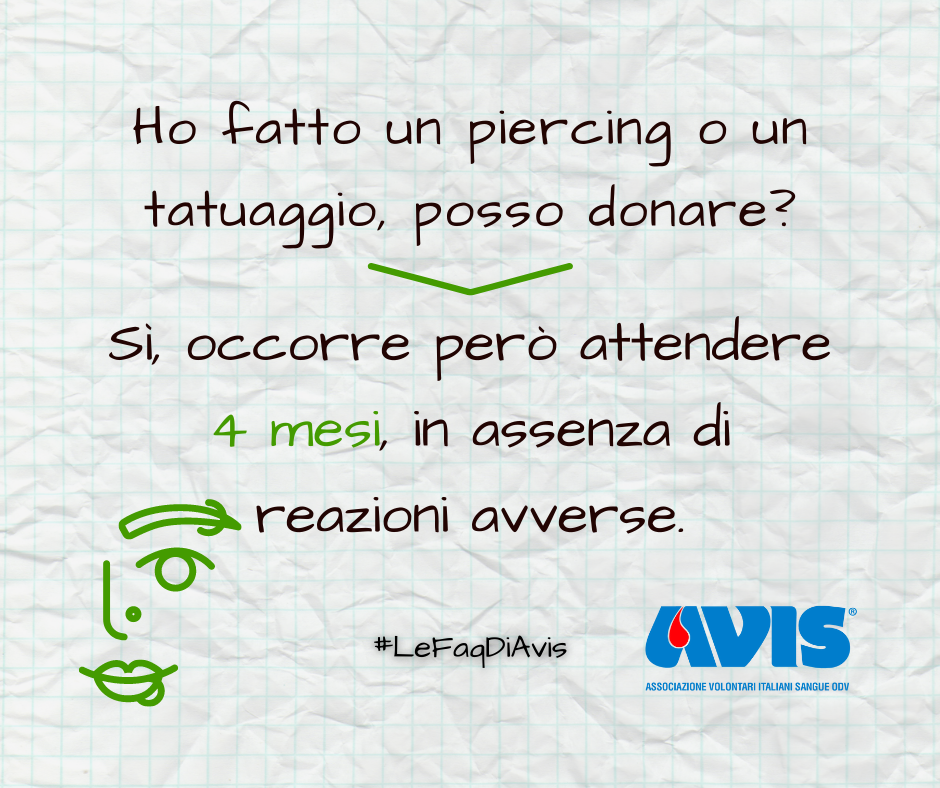 Ho fatto un piercing o un
tatuaggio, posso donare?
Sì, occorre però attendere
4 mesi, in assenza di
reazioni avverse.
#LeFaqDiAvis
AVIS®
ASSOCIAZIONE VOLONTARI ITALIANI SANGUE ODV